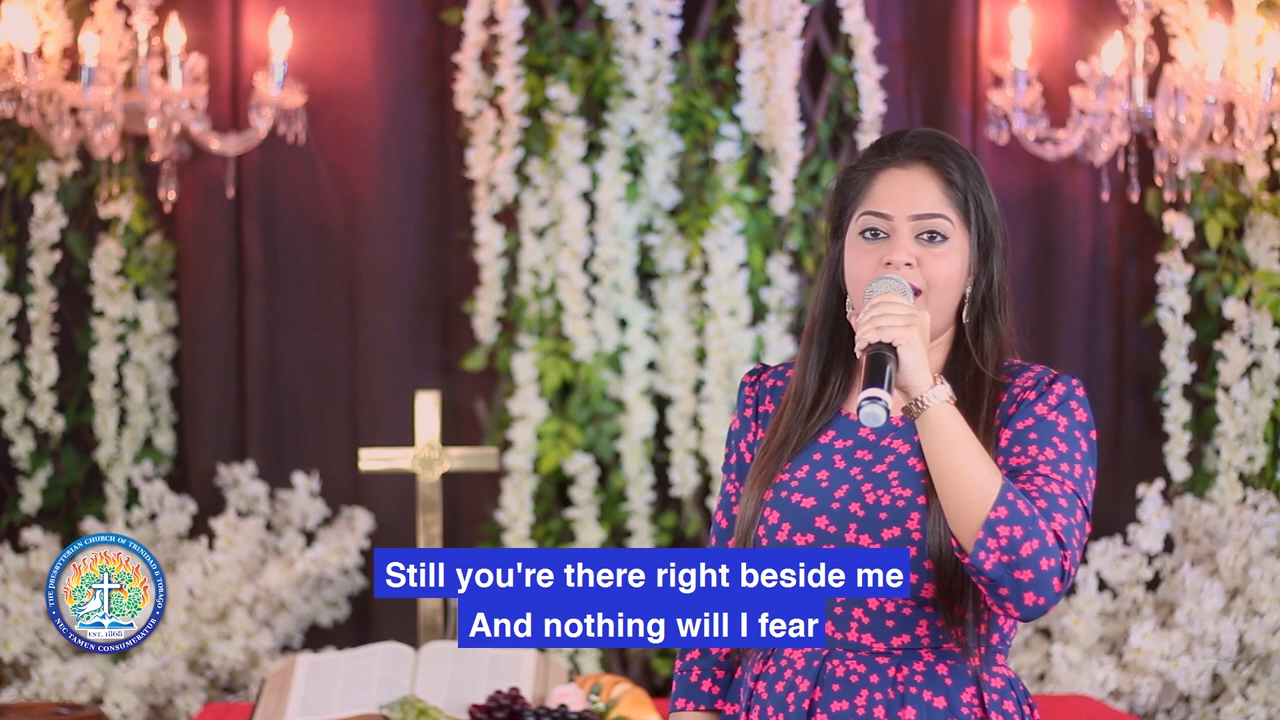 Still you're there right beside me
And nothing will I fear
THE PRESBYTERIAN CHURCH OF TRINIDAD & TOBAGO
EST. 1868
NEC TAMEN CONSUMEBATUR